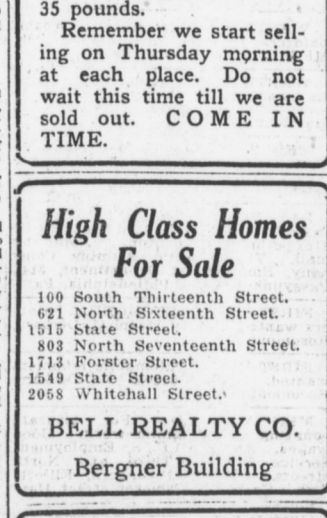 35 pounds.
Remember we start sell-
ing on Thursday morning
at each place. Do not
wait this time till we are
sold out. COME IN
TIME.
High Class Homes
For Sale
100 South Thirteenth Street.
621 North Sixteenth Street.
1515 State Street.
803 North Seventeenth Street.
1713 Forster Street.
1549 State Street.
2058 Whitehall Street.
BELL REALTY CO.
Bergner Building